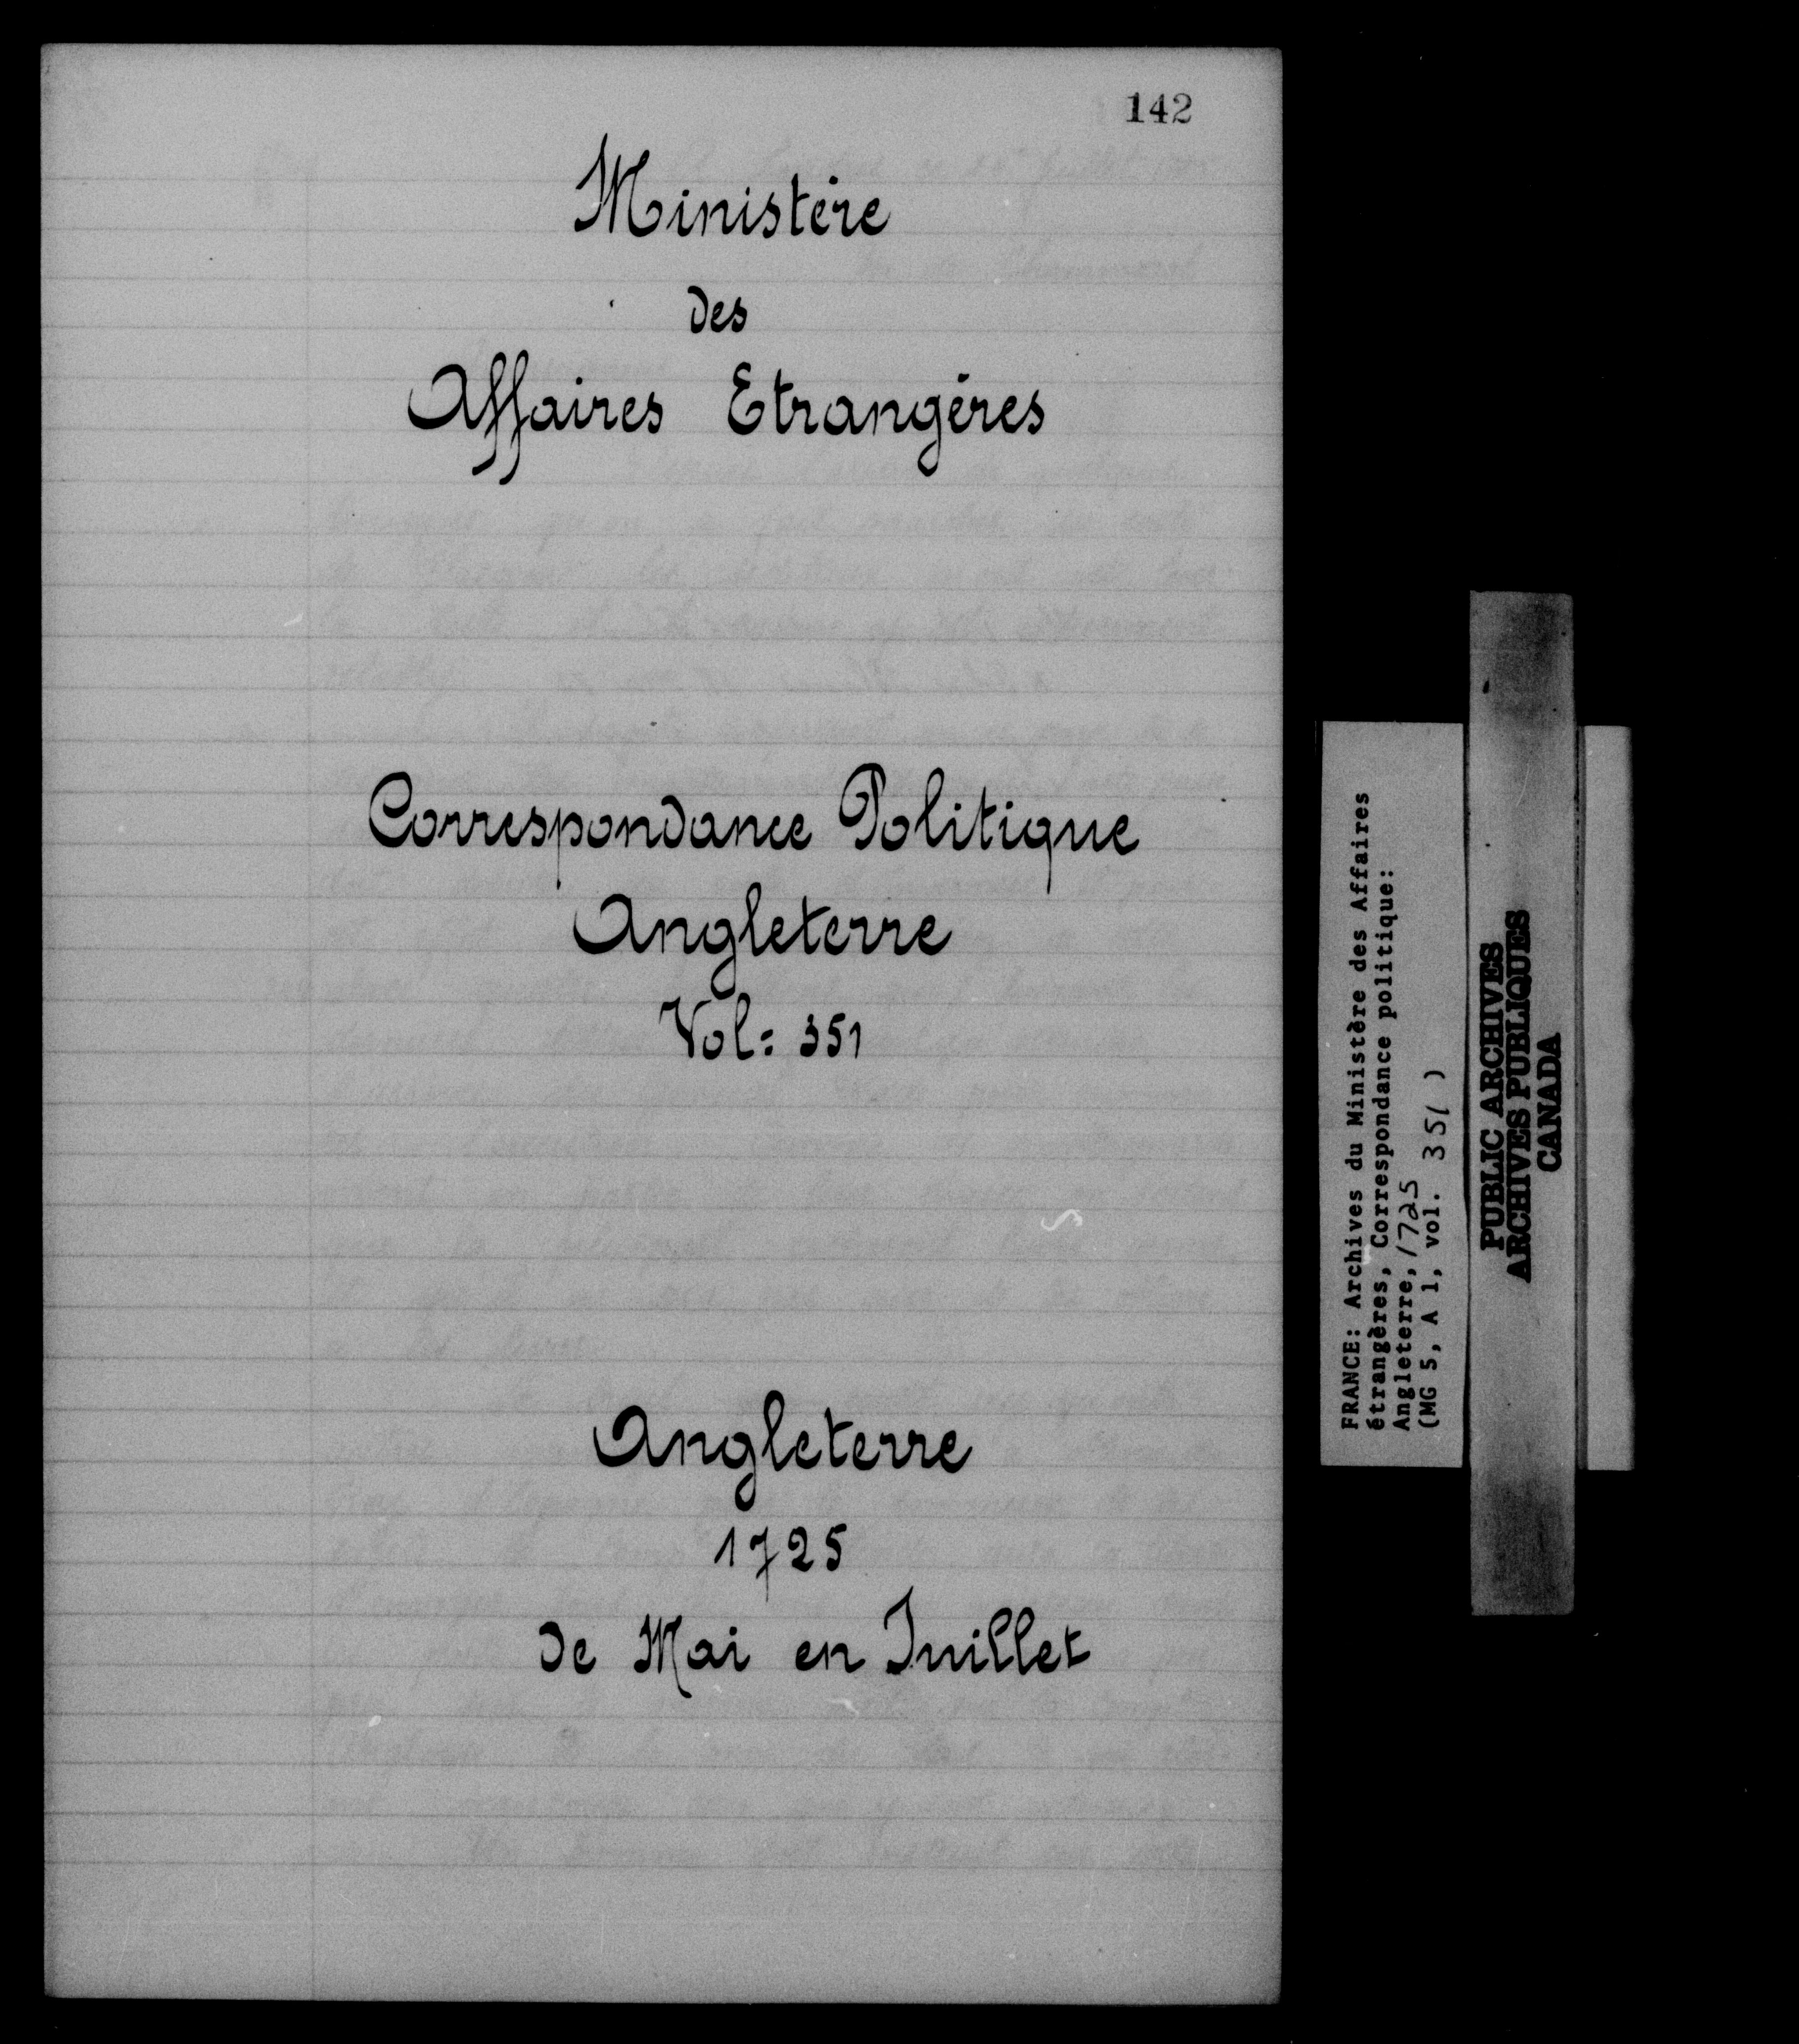 142
Ministère
des
Affaires Etrangères
Correspondance Politique
Angleterre
Vol: 351
Angleterre
1725
de Mai en Juillet
FRANCE: Archives du Ministère des Affaires
étrangères, Correspondance politique:
Angleterre, 1725
(MG 5, A 1, vol. 351 )
PUBLIC ARCHIVES
ARCHIVES PUBLIQUES
CANADA